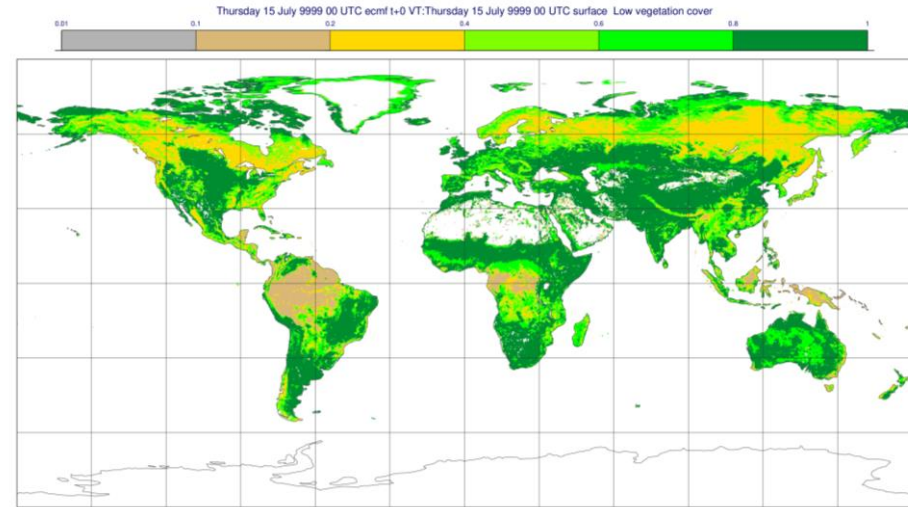 Thursday 15 July 9999 00 UTC ecmf t+0 VT:Thursday 15 July 9999 00 UTC surface  Low vegetation cover
0.01 0.1 0.2 0.4 0.6 0.8 1